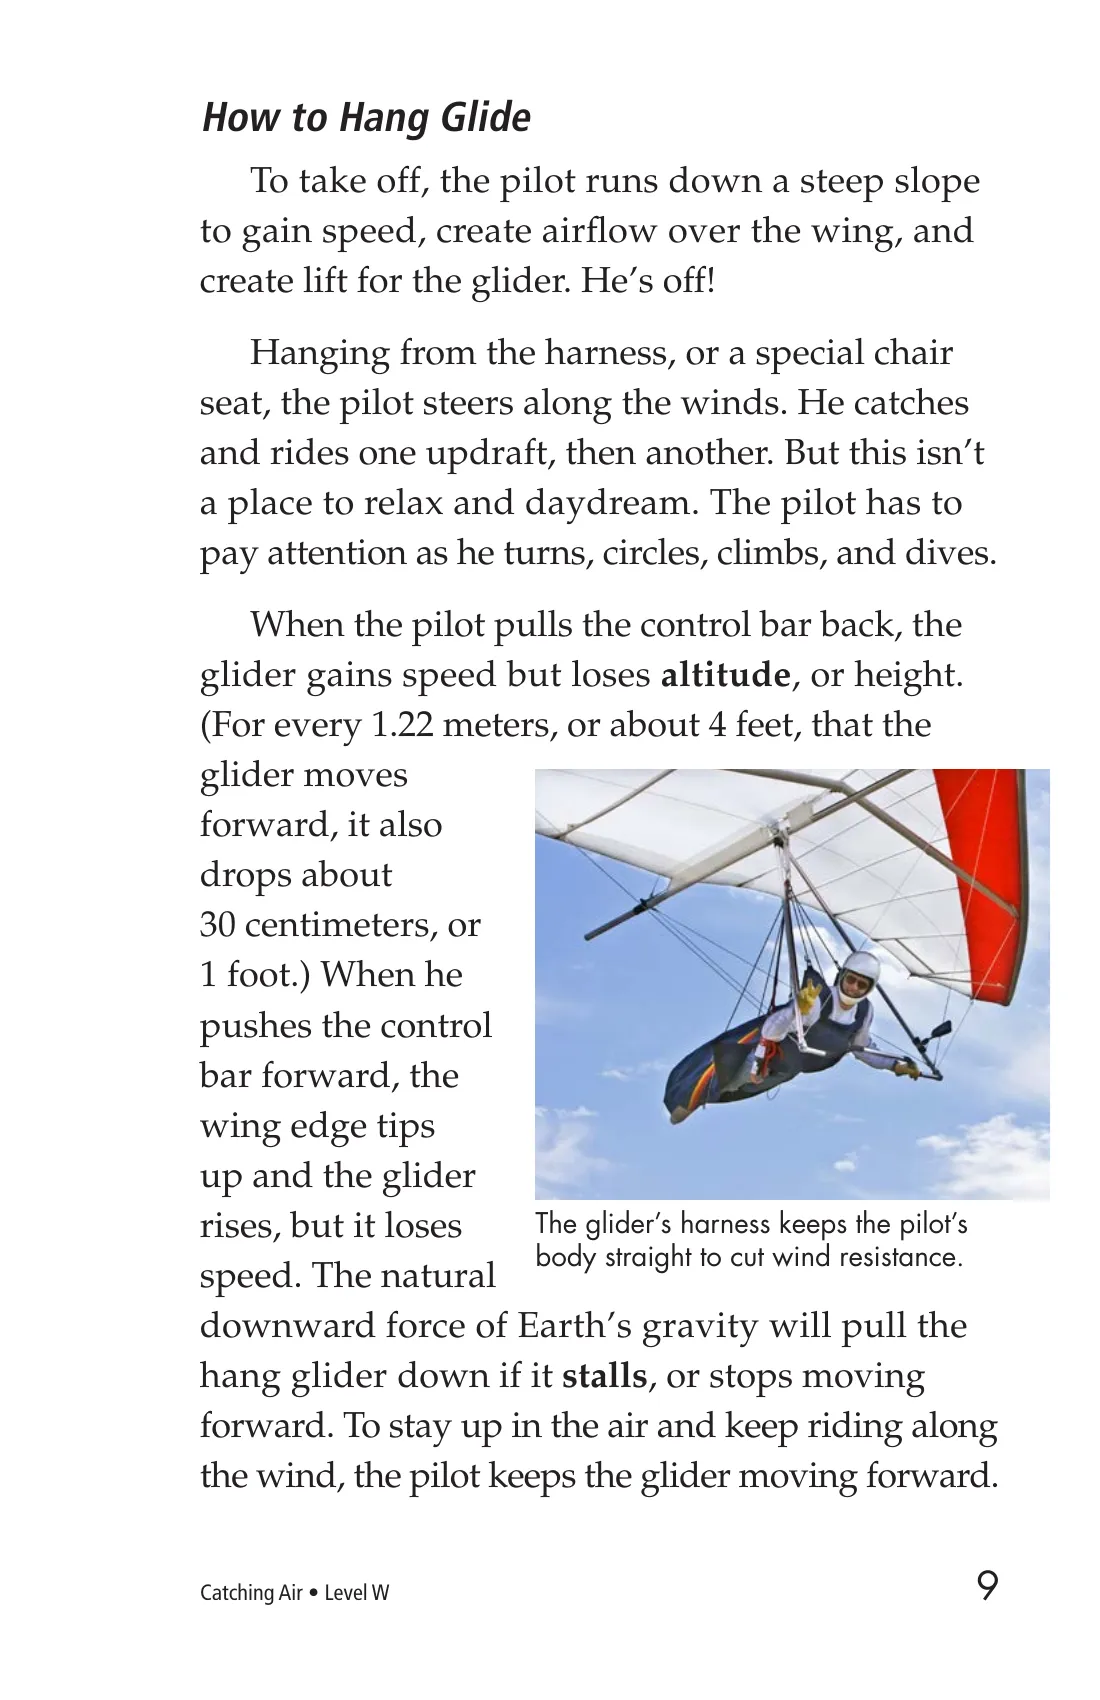 How to Hang Glide
To take off, the pilot runs down a steep slope
to gain speed, create airflow over the wing, and
create lift for the glider. He’s off!
Hanging from the harness, or a special chair
seat, the pilot steers along the winds. He catches
and rides one updraft, then another. But this isn’t
a place to relax and daydream. The pilot has to
pay attention as he turns, circles, climbs, and dives.
When the pilot pulls the control bar back, the
glider gains speed but loses altitude, or height.
(For every 1.22 meters, or about 4 feet, that the
glider moves
forward, it also
drops about
30 centimeters, or
1 foot.) When he
pushes the control
bar forward, the
wing edge tips
up and the glider
rises, but it loses
speed. The natural
downward force of Earth’s gravity will pull the
hang glider down if it stalls, or stops moving
forward. To stay up in the air and keep riding along
the wind, the pilot keeps the glider moving forward.
The glider’s harness keeps the pilot’s
body straight to cut wind resistance.
Catching Air • Level W
9